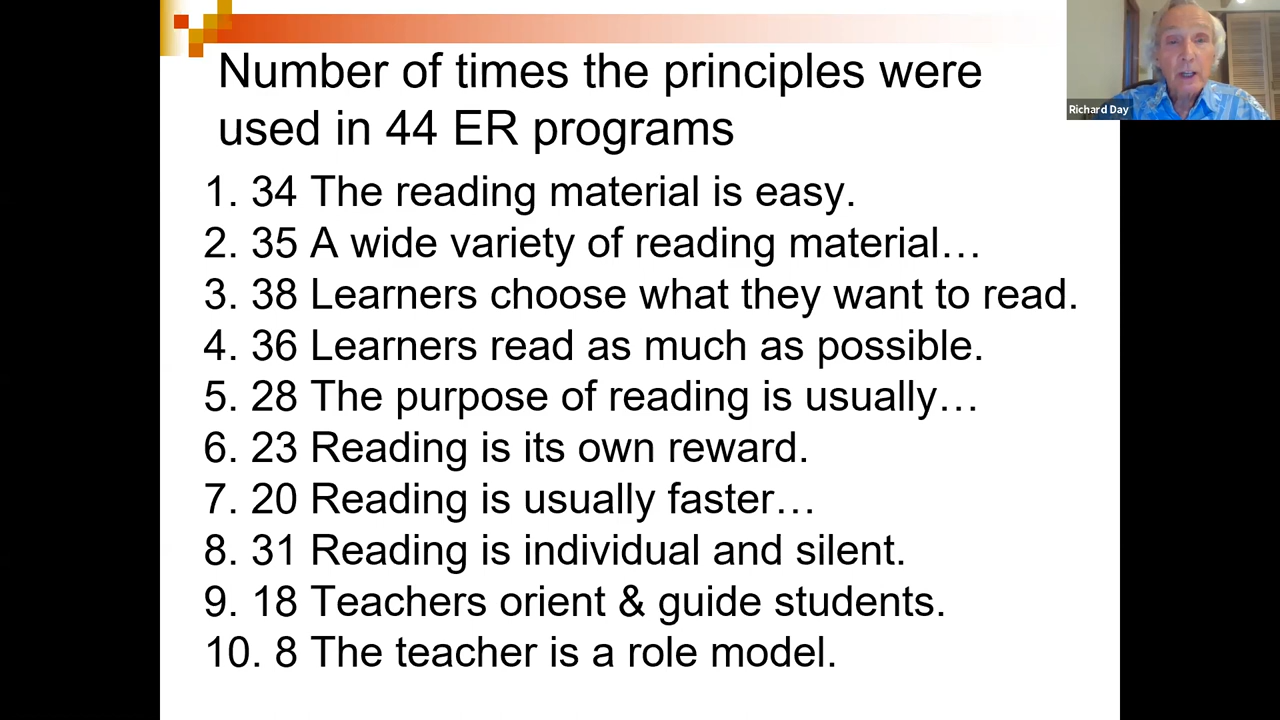 Number of times the principles were
used in 44 ER programs
Richard Day
1. 34 The reading material is easy.
2. 35 A wide variety of reading material…
3. 38 Learners choose what they want to read.
4. 36 Learners read as much as possible.
5. 28 The purpose of reading is usually…
6. 23 Reading is its own reward.
7. 20 Reading is usually faster…
8. 31 Reading is individual and silent.
9. 18 Teachers orient & guide students.
10. 8 The teacher is a role model.